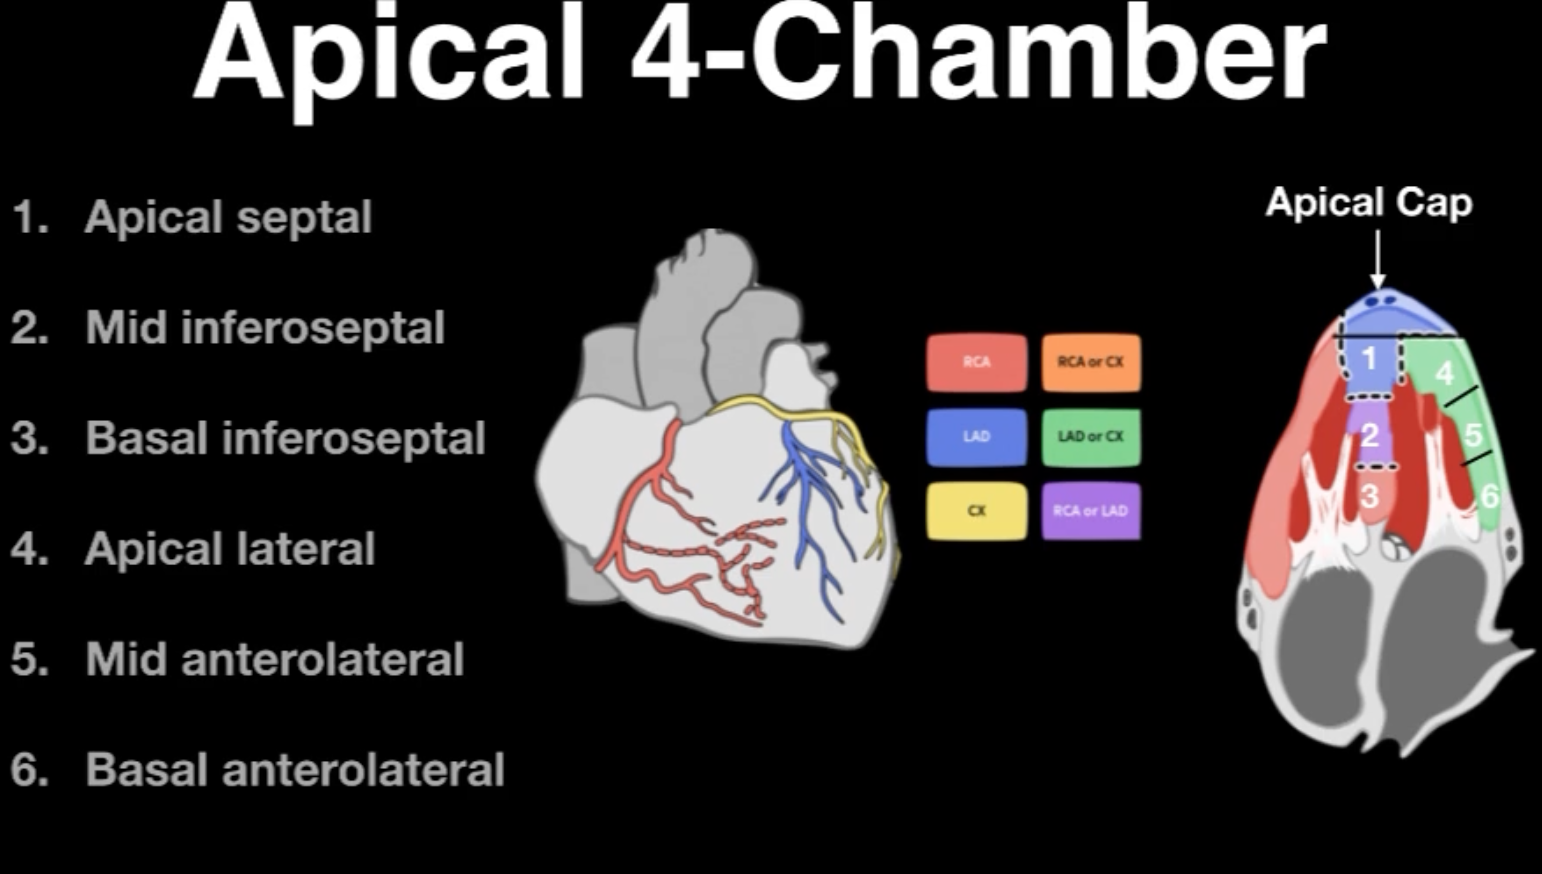 Apical 4-Chamber
1. Apical septal
2. Mid inferoseptal
3. Basal inferoseptal
4. Apical lateral
5. Mid anterolateral
6. Basal anterolateral
RCA
RCA or CX
LAD
LAD or CX
CX
RCA or LAD
Apical Cap
1
4
2
5
3
6